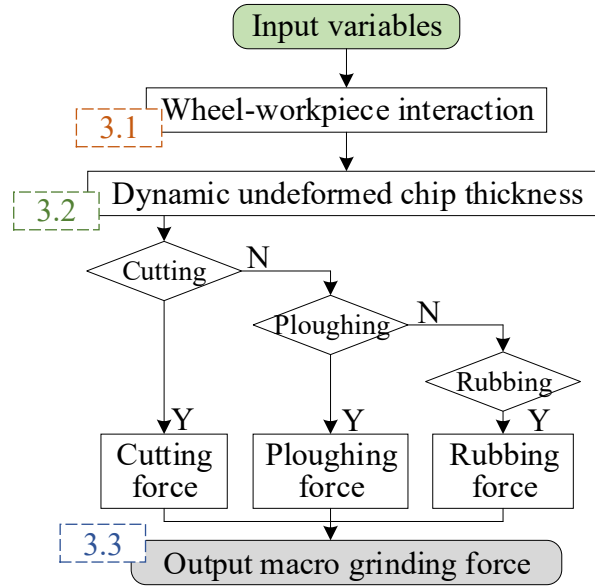 Input variables
Wheel-workpiece interaction
3.1
Dynamic undeformed chip thickness
3.2
Cutting
N
Ploughing
N
Rubbing
Y
Y
Y
Cutting
force
Ploughing
force
Rubbing
force
3.3
Output macro grinding force